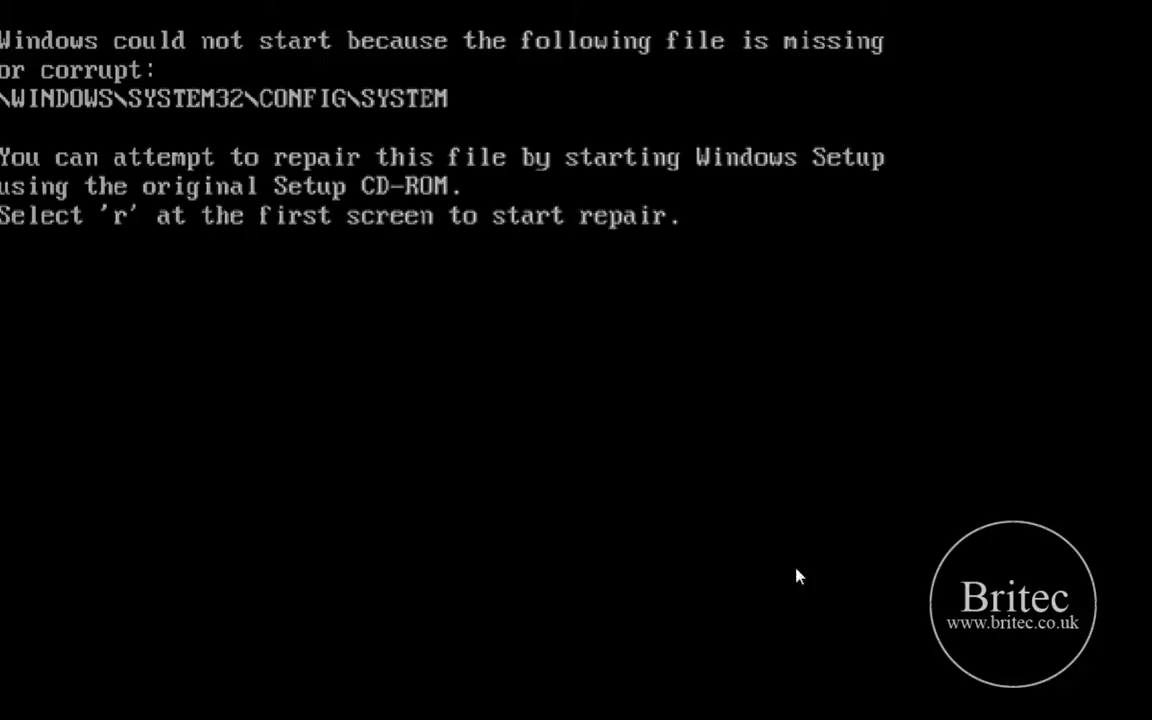 Windows could not start because the following file is missing
or corrupt:
\WINDOWS\SYSTEM32\CONFIG\SYSTEM
You can attempt to repair this file by starting Windows Setup
using the original Setup CD-ROM.
Select 'r' at the first screen to start repair.
Britec
www.britec.co.uk